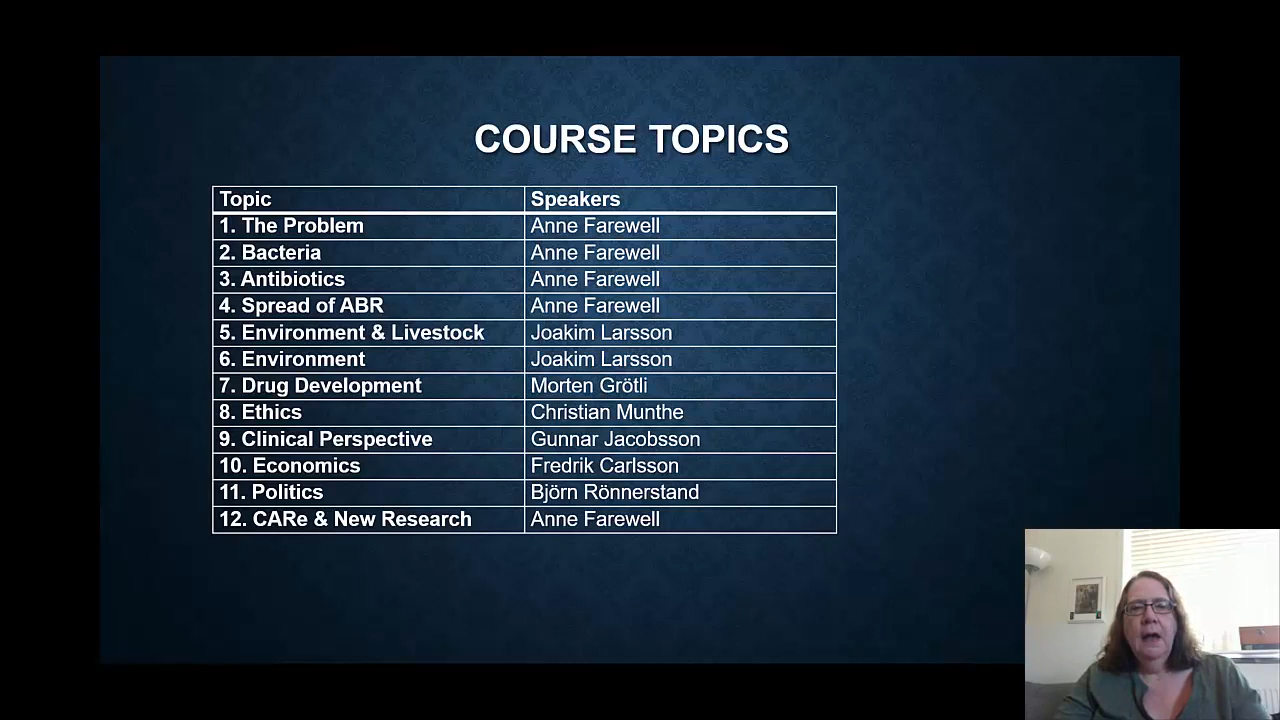 COURSE TOPICS
Topic Speakers
1. The Problem Anne Farewell
2. Bacteria Anne Farewell
3. Antibiotics Anne Farewell
4. Spread of ABR Anne Farewell
5. Environment & Livestock Joakim Larsson
6. Environment Joakim Larsson
7. Drug Development Morten Grötli
8. Ethics Christian Munthe
9. Clinical Perspective Gunnar Jacobsson
10. Economics Fredrik Carlsson
11. Politics Björn Rönnerstand
12. CARe & New Research Anne Farewell